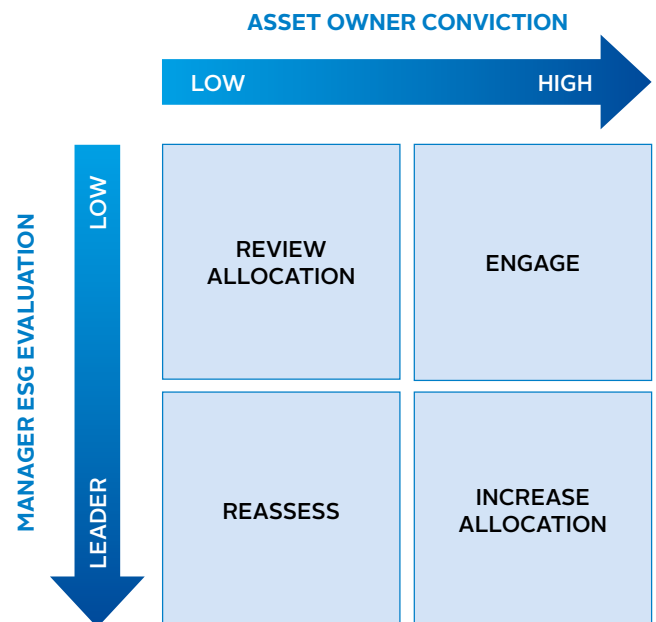 ASSET OWNER CONVICTION
LOW
HIGH
MANAGER ESG EVALUATION
LOW
LEADER
REVIEW
ALLOCATION
ENGAGE
REASSESS
INCREASE
ALLOCATION